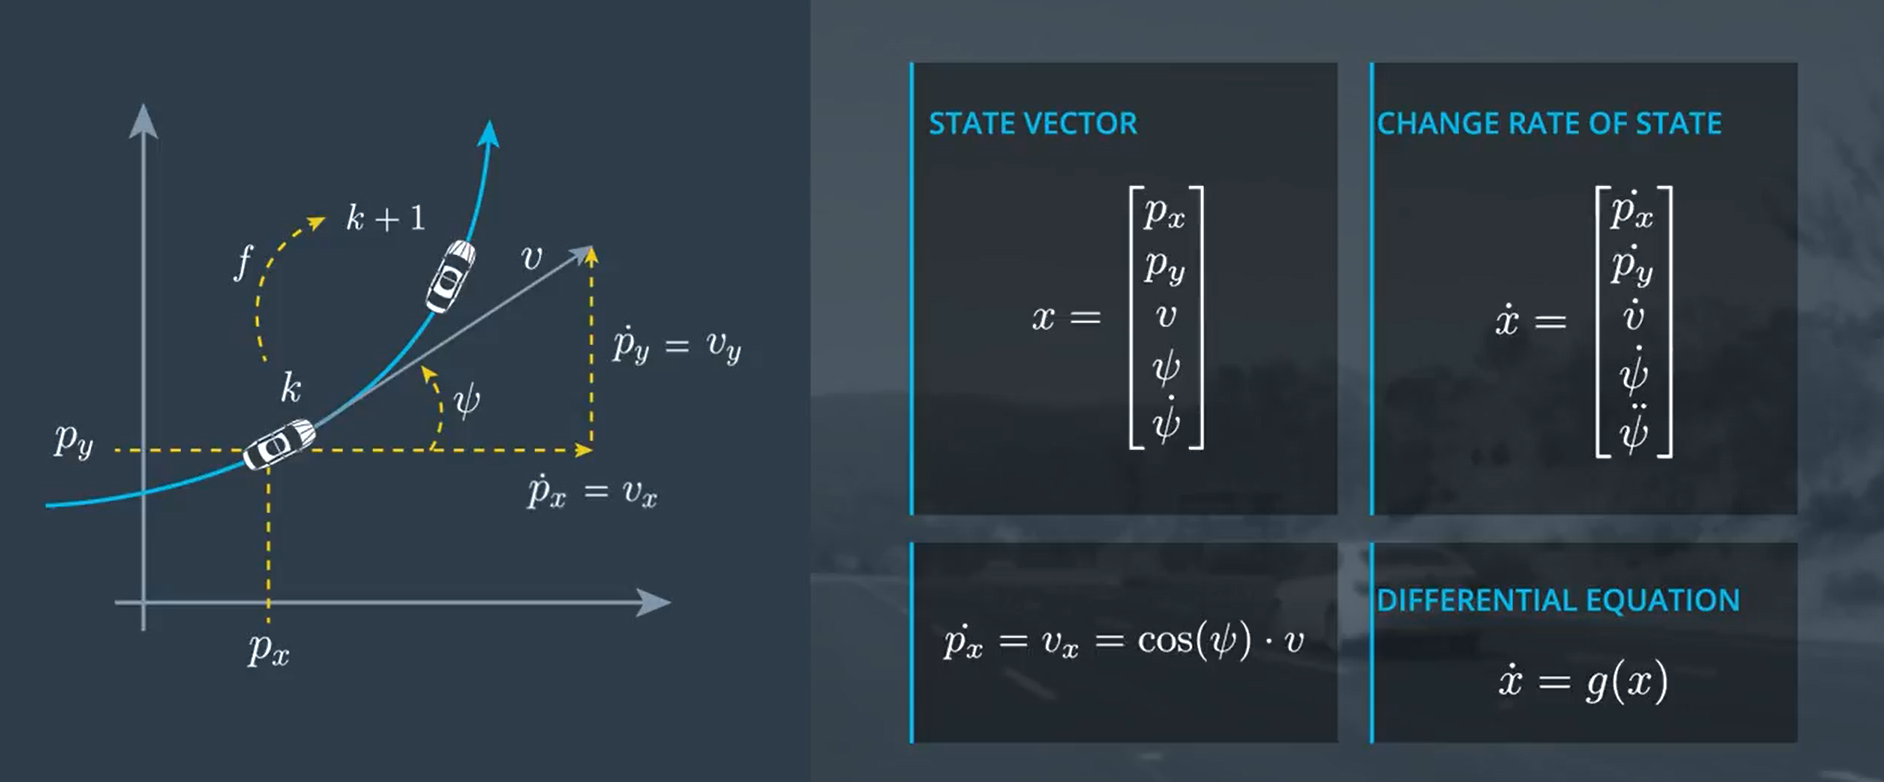 k + 1
f
v
ṗ_y = v_y
k
ψ
p_y
ṗ_x = v_x
p_x
STATE VECTOR
x = [p_x
p_y
v
ψ
ψ̇]
CHANGE RATE OF STATE
ẋ = [ṗ_x
ṗ_y
v̇
ψ̇
ψ̈]
ṗ_x = v_x = cos(ψ) · v
DIFFERENTIAL EQUATION
ẋ = g(x)